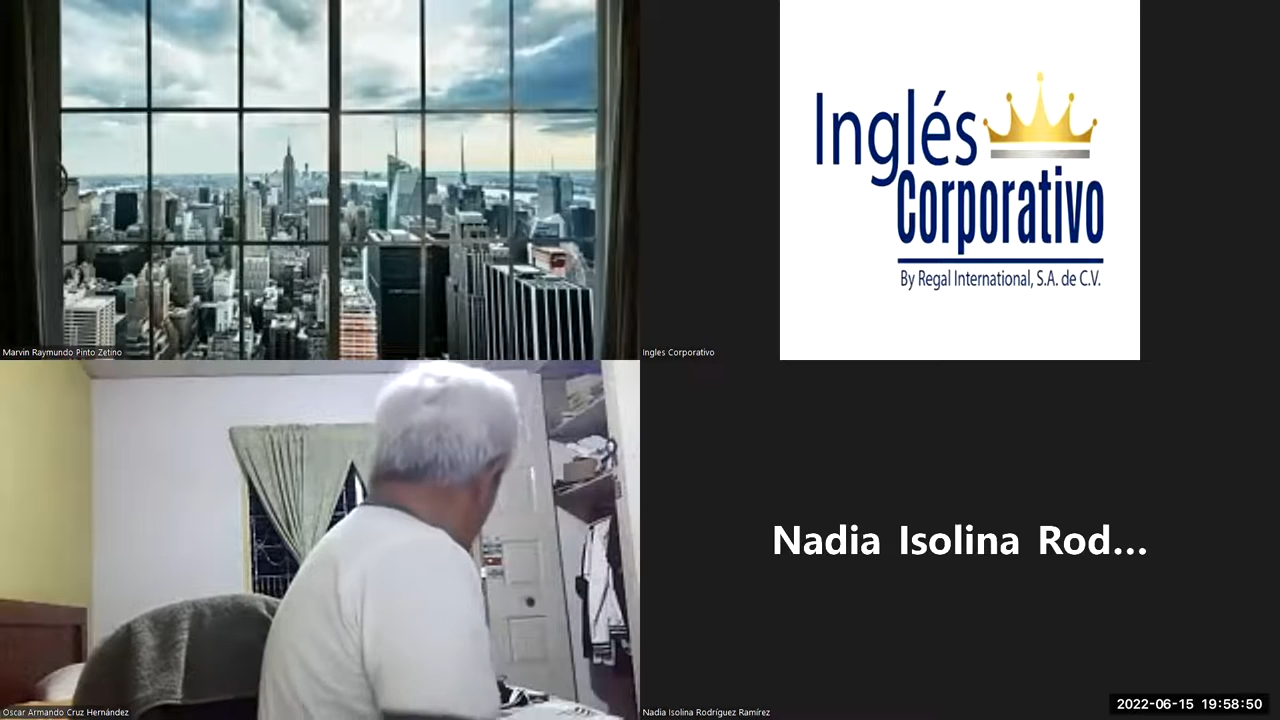 Inglés
Corporativo
By Regal International, S.A. de C.V.
Marvin Raymundo Pinto Zetino
Ingles Corporativo
Nadia Isolina Rod...
Oscar Armando Cruz Hernández
Nadia Isolina Rodríguez Ramírez
2022-06-15 19:58:50